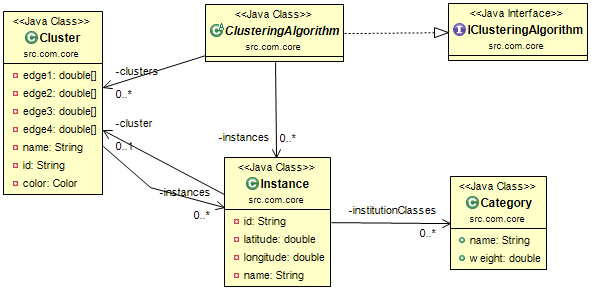 <<Java Class>>
Cluster
src.com.core
edge1: double[]
edge2: double[]
edge3: double[]
edge4: double[]
name: String
id: String
color: Color
<<Java Class>>
ClusteringAlgorithm
src.com.core
<<Java Interface>>
IClusteringAlgorithm
src.com.core
-clusters
0..*
-cluster
0..1
-instances
0..*
-instances
0..*
<<Java Class>>
Instance
src.com.core
id: String
latitude: double
longitude: double
name: String
-institutionClasses
0..*
<<Java Class>>
Category
src.com.core
name: String
weight: double